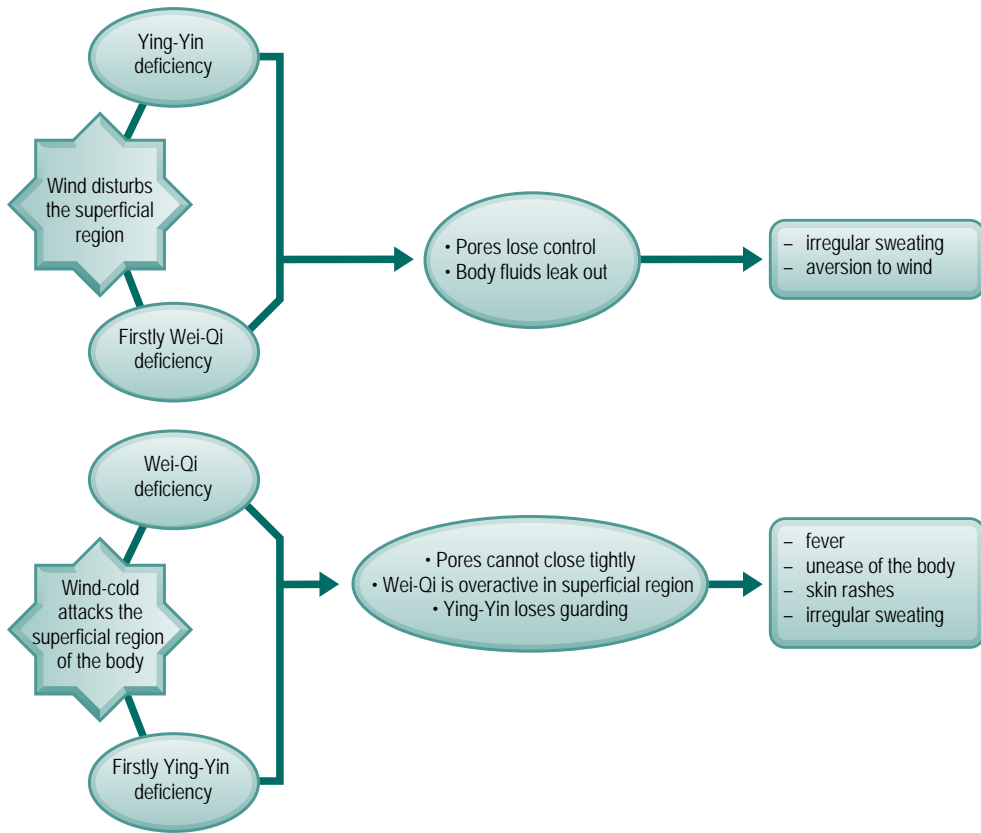 Ying-Yin
deficiency
Wind disturbs
the superficial
region
Firstly Wei-Qi
deficiency
• Pores lose control
• Body fluids leak out
– irregular sweating
– aversion to wind
Wei-Qi
deficiency
Wind-cold
attacks the
superficial region
of the body
Firstly Ying-Yin
deficiency
• Pores cannot close tightly
• Wei-Qi is overactive in superficial region
• Ying-Yin loses guarding
– fever
– unease of the body
– skin rashes
– irregular sweating